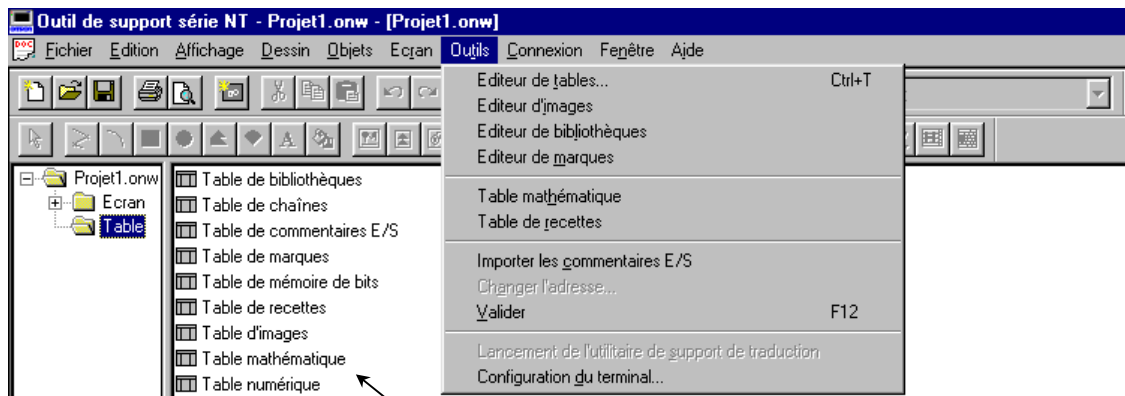 Outil de support série NT - Projet1.onw - [Projet1.onw]
Fichier Edition Affichage Dessin Objets Ecran Outils Connexion Fenêtre Aide
Editeur de tables... Ctrl+T
Editeur d'images
Editeur de bibliothèques
Editeur de marques
Table mathématique
Table de recettes
Importer les commentaires E/S
Changer l'adresse...
Valider F12
Lancement de l'utilitaire de support de traduction
Configuration du terminal...
Projet1.onw
Ecran
Table
Table de bibliothèques
Table de chaînes
Table de commentaires E/S
Table de marques
Table de mémoire de bits
Table de recettes
Table d'images
Table mathématique
Table numérique